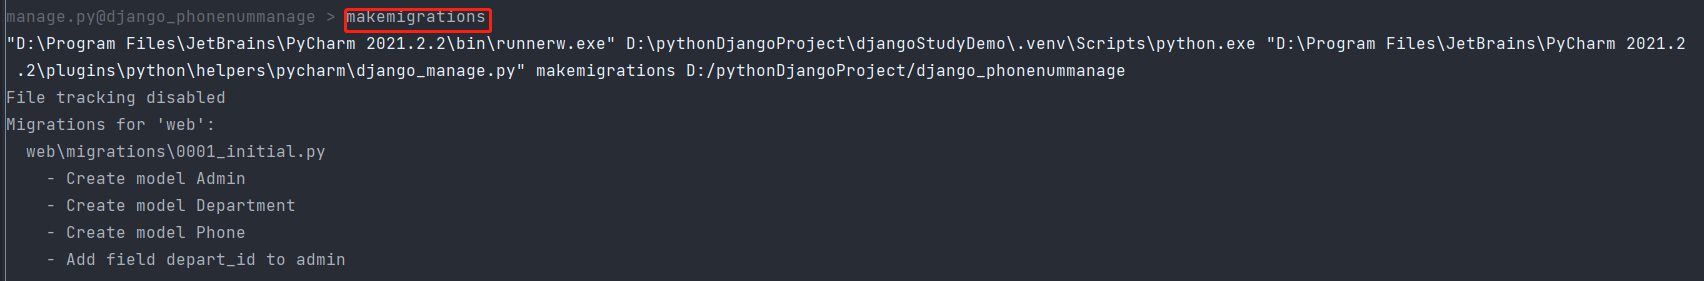 manage.py@django_phonenummanage > makemigrations
"D:\Program Files\JetBrains\PyCharm 2021.2.2\bin\runnerw.exe" D:\pythonDjangoProject\djangoStudyDemo\.venv\Scripts\python.exe "D:\Program Files\JetBrains\PyCharm 2021.2
.2\plugins\python\helpers\pycharm\django_manage.py" makemigrations D:/pythonDjangoProject/django_phonenummanage
File tracking disabled
Migrations for 'web':
web\migrations\0001_initial.py
- Create model Admin
- Create model Department
- Create model Phone
- Add field depart_id to admin